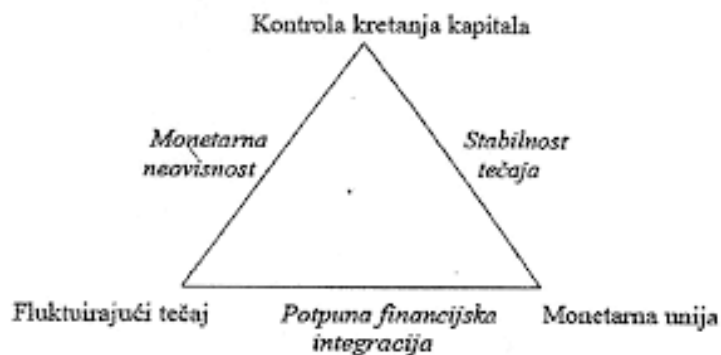 Kontrola kretanja kapitala
Monetarna
neovisnost
Stabilnost
tečaja
Fluktuirajući tečaj
Potpuna financijska
integracija
Monetarna unija